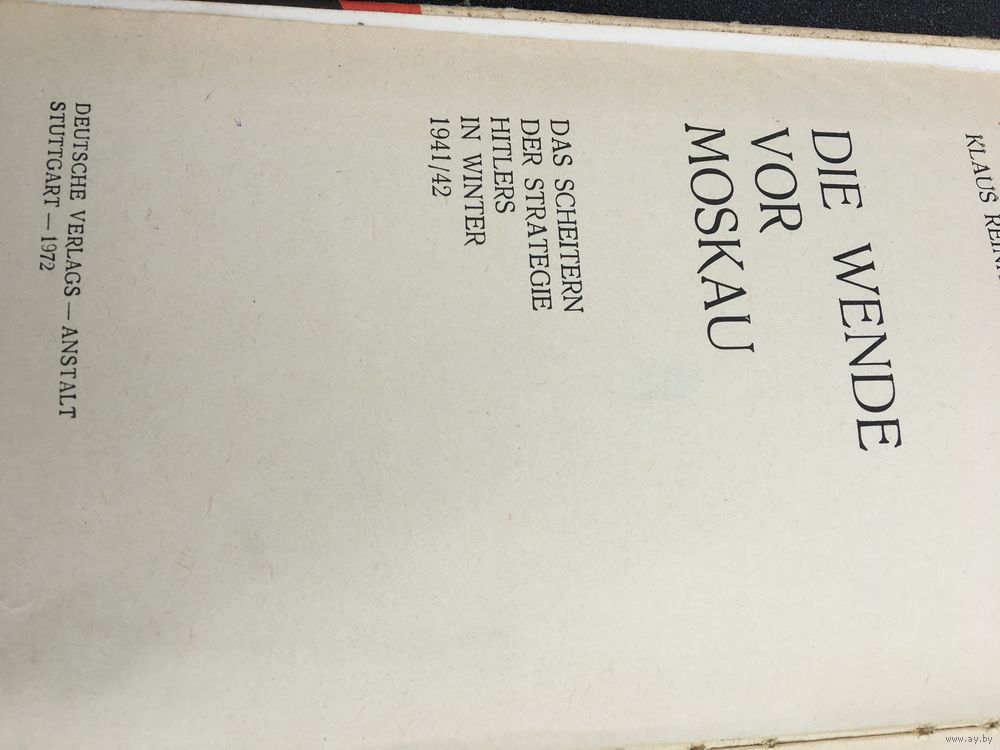 KLAUS
DIE WENDE
VOR
MOSKAU
DAS SCHEITERN
DER STRATEGIE
HITLERS
IN WINTER
1941/42
DEUTSCHE VERLAGS — ANSTALT
STUTTGART — 1972
www.ay.by